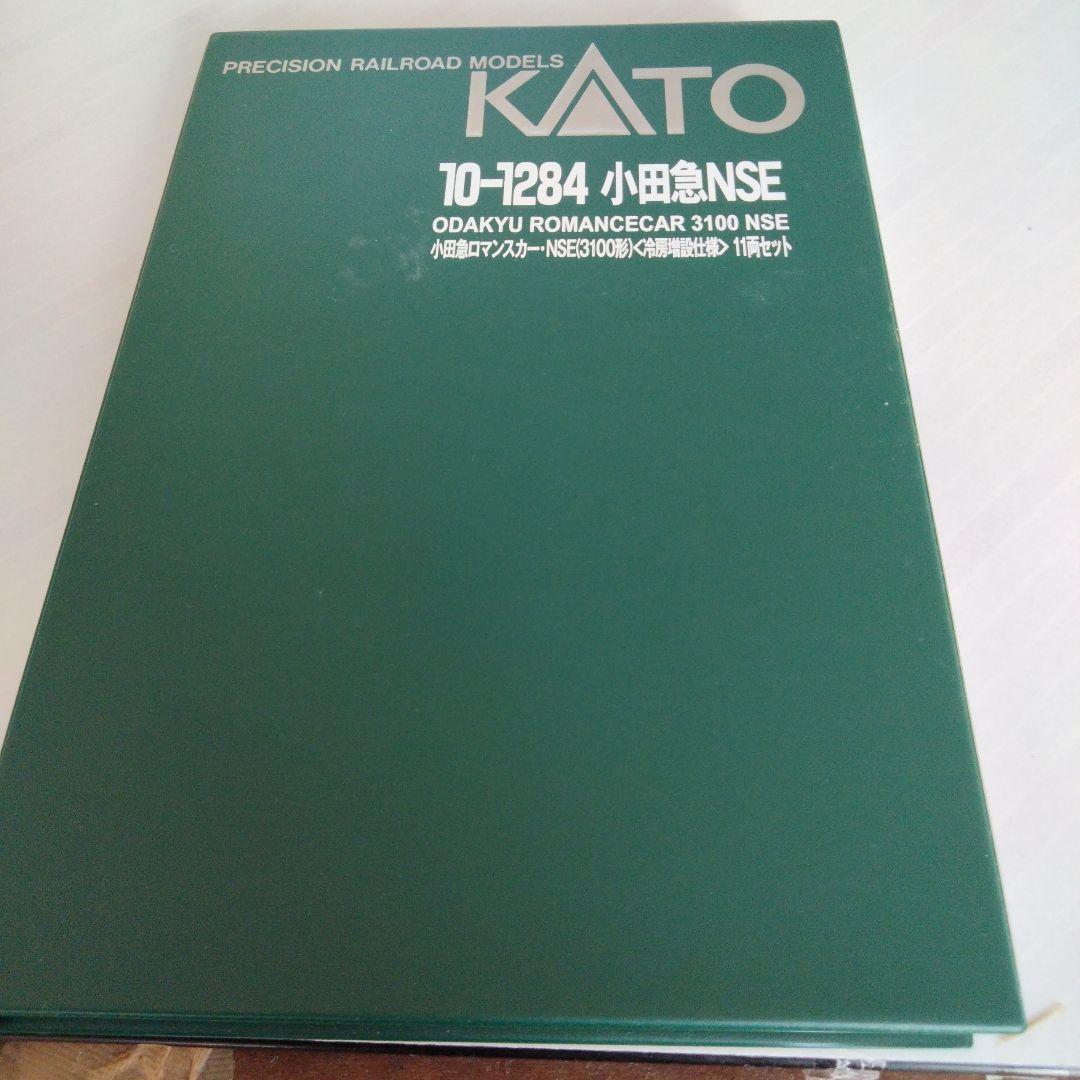 PRECISION RAILROAD MODELS
KATO
10-1284 小田急NSE
ODAKYU ROMANCECAR 3100 NSE
小田急ロマンスカー・NSE(3100形)<冷房増設仕様> 11両セット